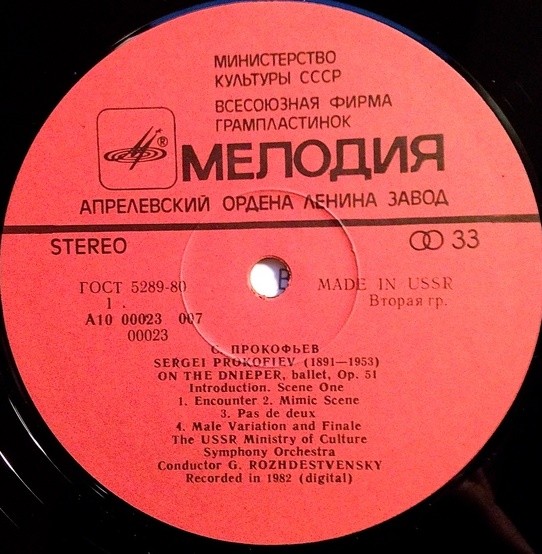 МИНИСТЕРСТВО
КУЛЬТУРЫ СССР
ВСЕСОЮЗНАЯ ФИРМА
ГРАМПЛАСТИНОК
®
МЕЛОДИЯ
АПРЕЛЕВСКИЙ ОРДЕНА ЛЕНИНА ЗАВОД
STEREO
33
ГОСТ 5289-80
MADE IN USSR
1 .
Вторая гр.
А10 00023 007
00023
С. ПРОКОФЬЕВ
SERGEI PROKOFIEV (1891—1953)
ON THE DNIEPER, ballet, Op. 51
Introduction. Scene One
1. Encounter 2. Mimic Scene
3. Pas de deux
4. Male Variation and Finale
The USSR Ministry of Culture
Symphony Orchestra
Conductor G. ROZHDESTVENSKY
Recorded in 1982 (digital)